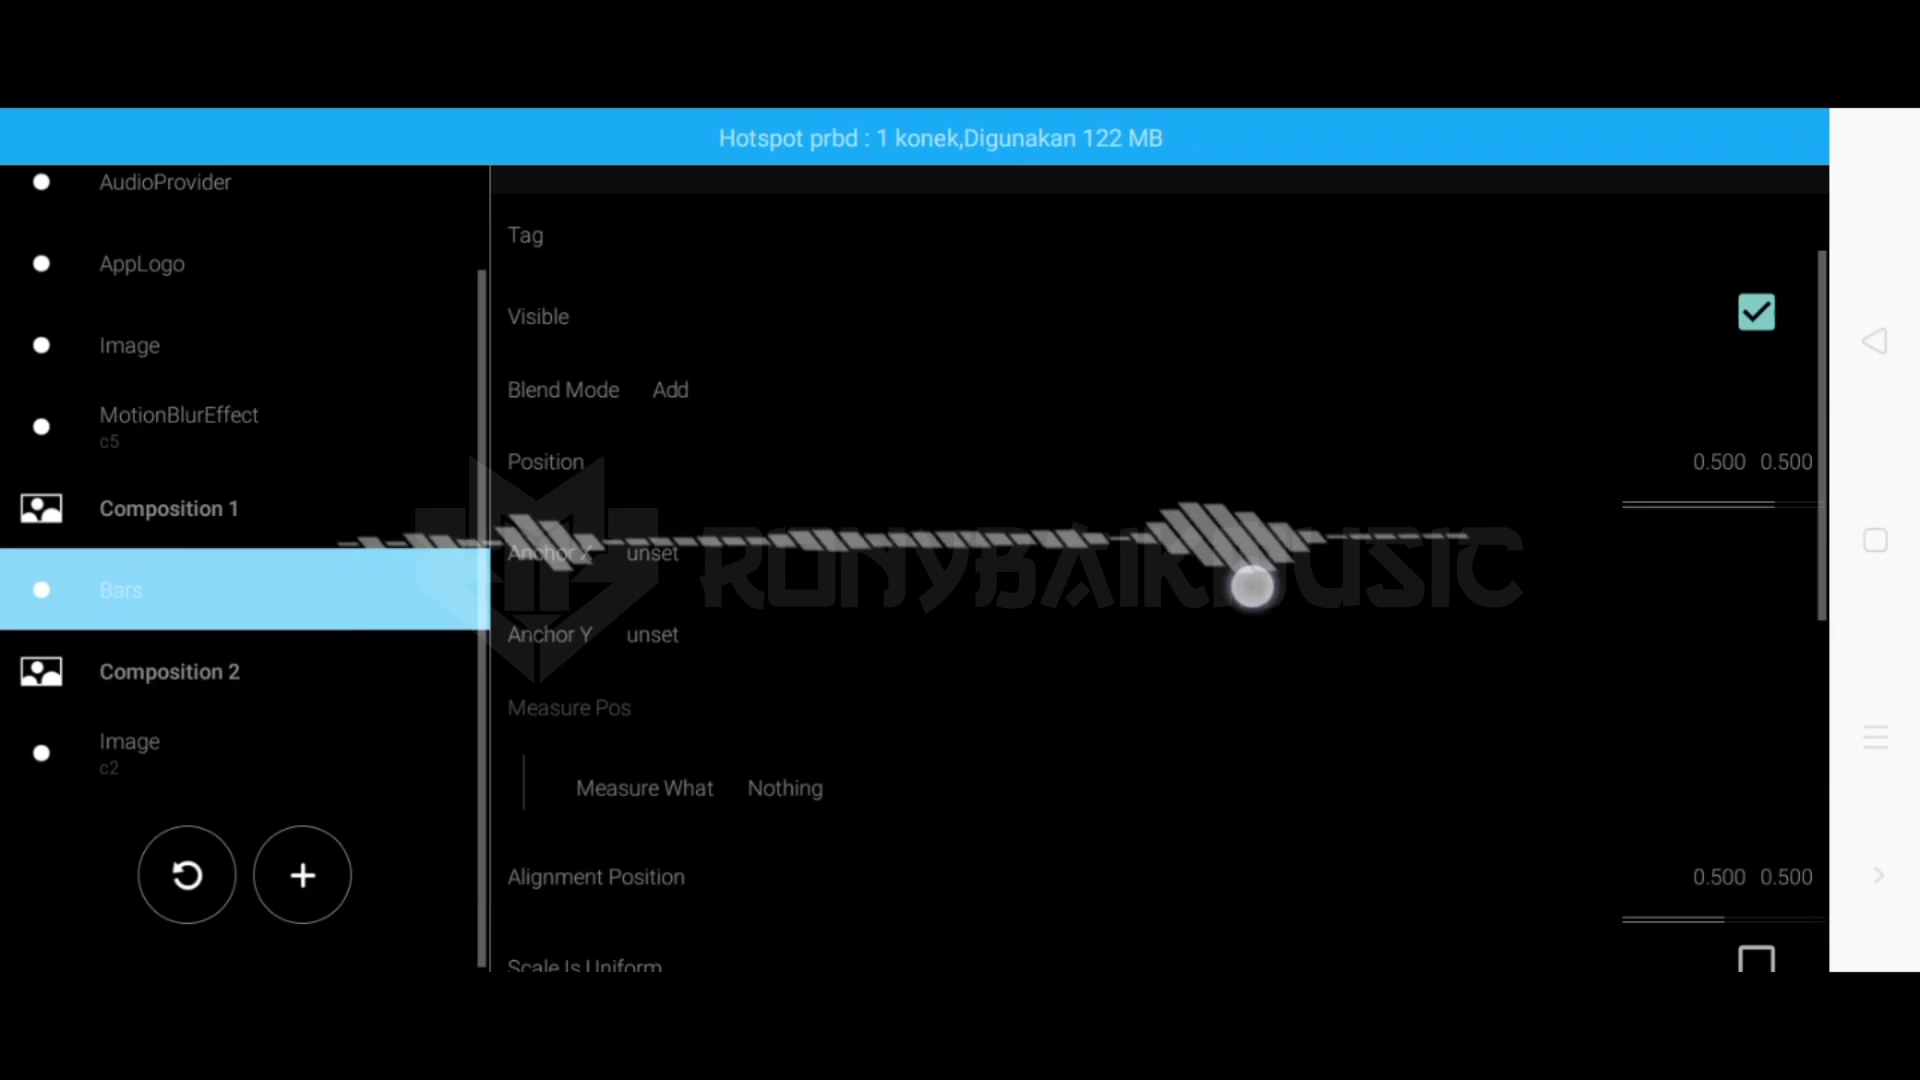 Hotspot prbd : 1 konek,Digunakan 122 MB
AudioProvider
AppLogo
Image
MotionBlurEffect
c5
Composition 1
Bars
Composition 2
Image
c2
Tag
Visible
Blend Mode Add
Position 0.500 0.500
Anchor X unset
RONYBAIKMUSIC
Anchor Y unset
Measure Pos
Measure What Nothing
Alignment Position 0.500 0.500
Scale Is Uniform